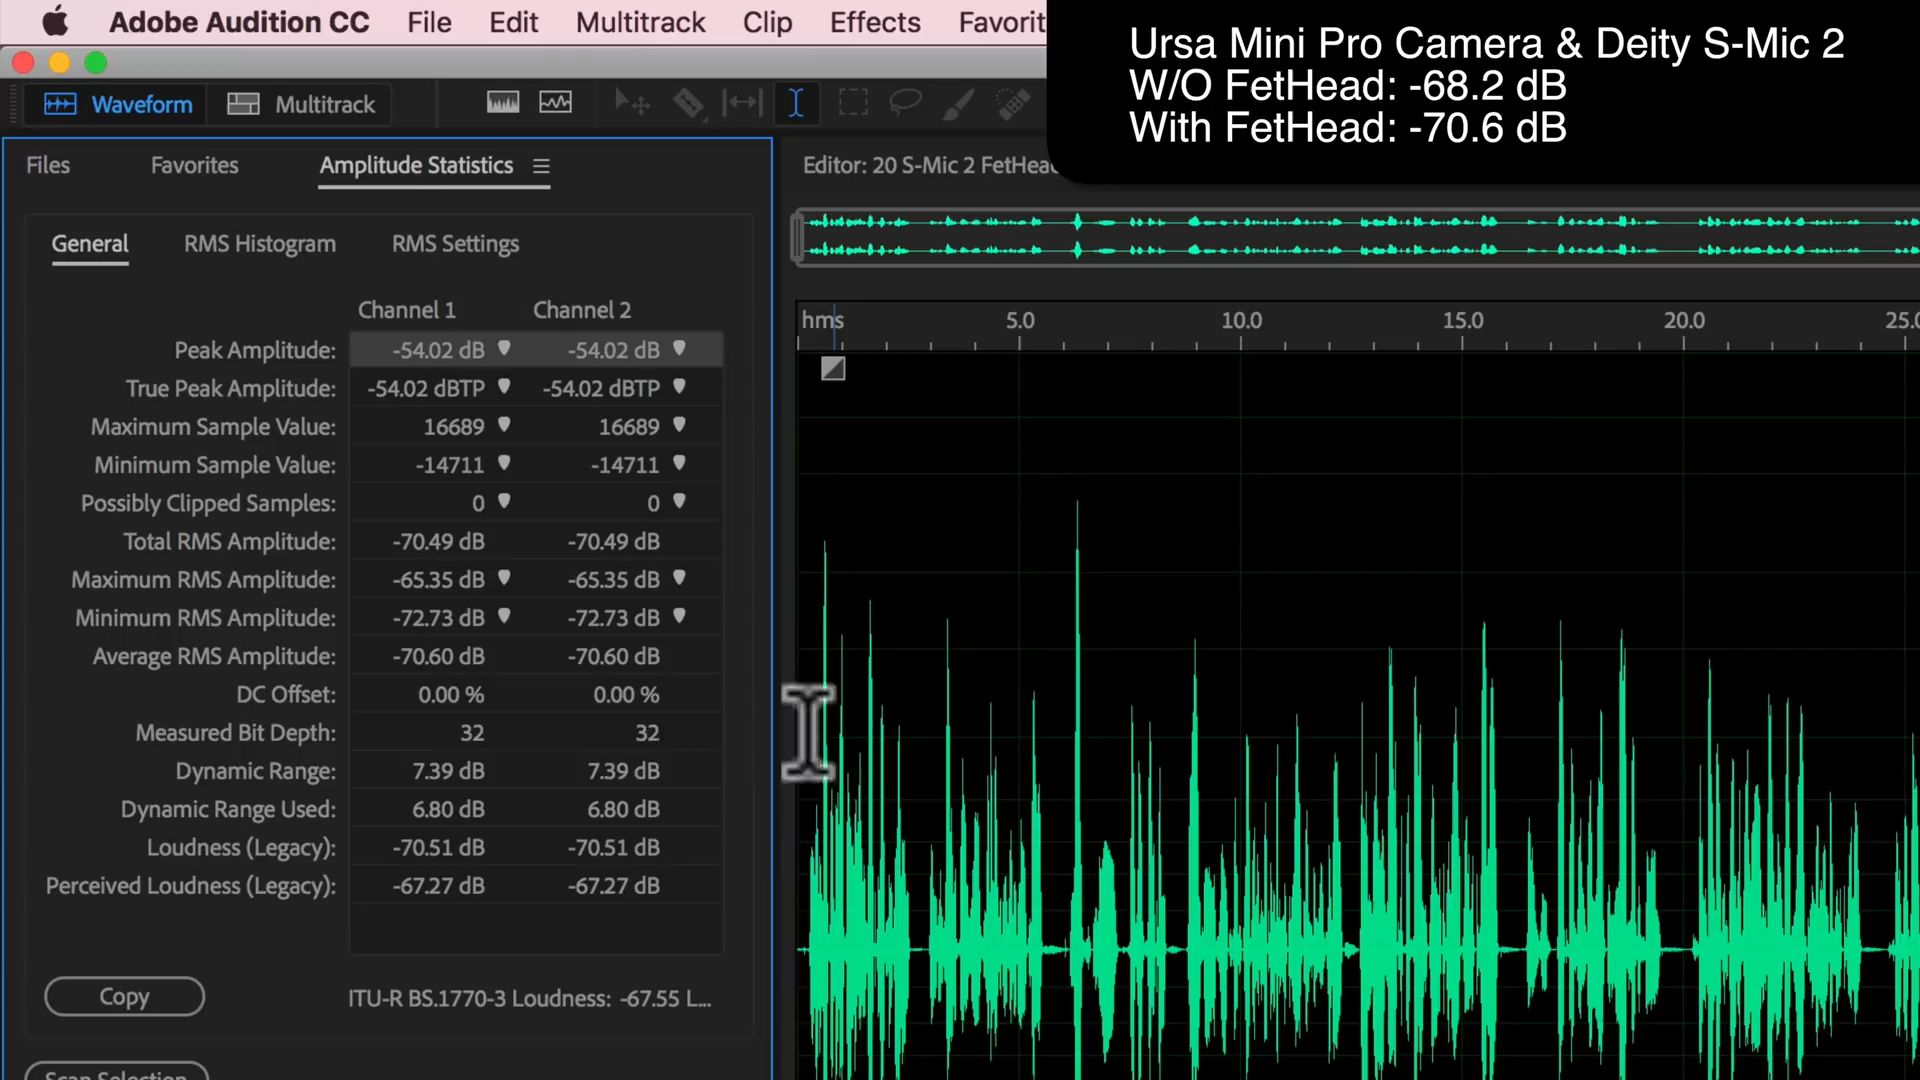 Adobe Audition CC File Edit Multitrack Clip Effects Favorit
Ursa Mini Pro Camera & Deity S-Mic 2
W/O FetHead: -68.2 dB
With FetHead: -70.6 dB
Waveform Multitrack
Files Favorites Amplitude Statistics
Editor: 20 S-Mic 2 FetHea
General RMS Histogram RMS Settings
Channel 1 Channel 2
hms 5.0 10.0 15.0 20.0 25.0
Peak Amplitude: -54.02 dB -54.02 dB
True Peak Amplitude: -54.02 dBTP -54.02 dBTP
Maximum Sample Value: 16689 16689
Minimum Sample Value: -14711 -14711
Possibly Clipped Samples: 0 0
Total RMS Amplitude: -70.49 dB -70.49 dB
Maximum RMS Amplitude: -65.35 dB -65.35 dB
Minimum RMS Amplitude: -72.73 dB -72.73 dB
Average RMS Amplitude: -70.60 dB -70.60 dB
DC Offset: 0.00 % 0.00 %
Measured Bit Depth: 32 32
Dynamic Range: 7.39 dB 7.39 dB
Dynamic Range Used: 6.80 dB 6.80 dB
Loudness (Legacy): -70.51 dB -70.51 dB
Perceived Loudness (Legacy): -67.27 dB -67.27 dB
Copy
ITU-R BS.1770-3 Loudness: -67.55 L...
Scan Selection